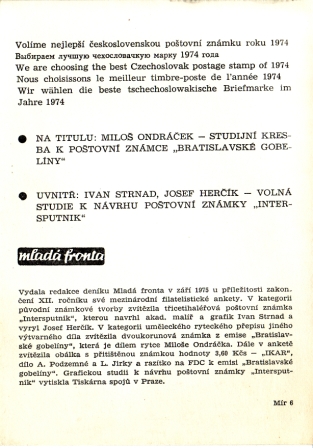 Volíme nejlepší československou poštovní známku roku 1974
Выбираем лучшую чехословачкую марку 1974 года
We are choosing the best Czechoslovak postage stamp of 1974
Nous choisissons le meilleur timbre-poste de l'année 1974
Wir wählen die beste tschechoslowakische Briefmarke im
Jahre 1974
● NA TITULU: MILOŠ ONDRÁČEK — STUDIJNÍ KRES-
BA K POŠTOVNÍ ZNÁMCE „BRATISLAVSKÉ GOBE-
LÍNY"
● UVNITŘ: IVAN STRNAD, JOSEF HERČÍK — VOLNÁ
STUDIE K NÁVRHU POŠTOVNÍ ZNÁMKY „INTER-
SPUTNIK"
mladá fronta
Vydala redakce deníku Mladá fronta v září 1975 u příležitosti zakon.
čení XII. ročníku své mezinárodní filatelistické ankety. V kategorii
původní známkové tvorby zvítězila třicetihaléřová poštovní známka
„Intersputnik", kterou navrhl akad. malíř a grafik Ivan Strnad a
vyryl Josef Herčík. V kategorii uměleckého ryteckého přepisu jiného
výtvarného díla zvítězila dvoukorunová známka z emise „Bratislav-
ské gobelíny", která je dílem rytce Miloše Ondráčka. Dále v anketě
zvítězila obálka s přitištěnou známkou hodnoty 3,60 Kčs — „IKAR",
dílo A. Podzemné a L. Jirky a razítko na FDC k emisi „Bratislavské
gobelíny". Grafickou studii k návrhu poštovní známky „Intersput-
nik" vytiskla Tiskárna spojů v Praze.
Mír 6